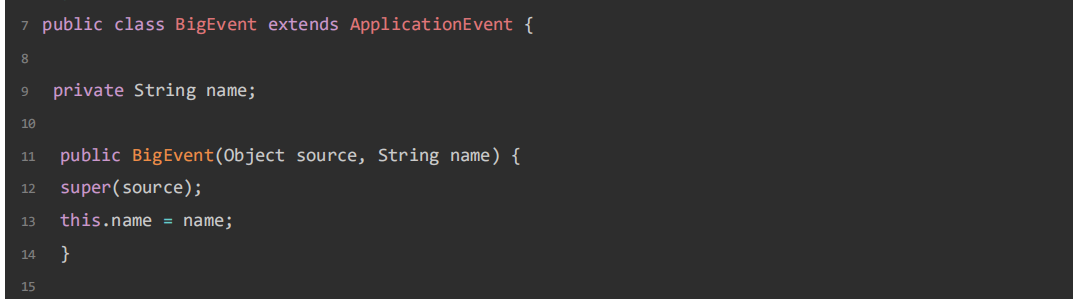 7 public class BigEvent extends ApplicationEvent {
8
9 private String name;
10
11 public BigEvent(Object source, String name) {
12 super(source);
13 this.name = name;
14 }
15